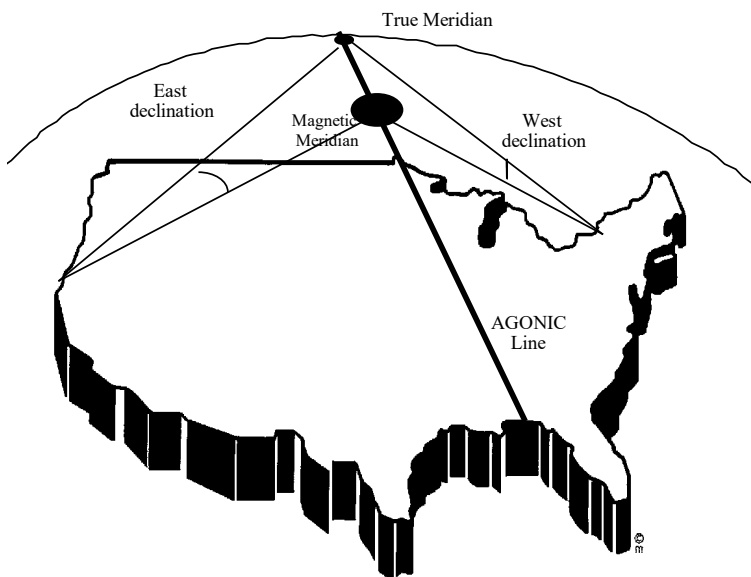 True Meridian
East
declination
Magnetic
Meridian
West
declination
AGONIC
Line
©